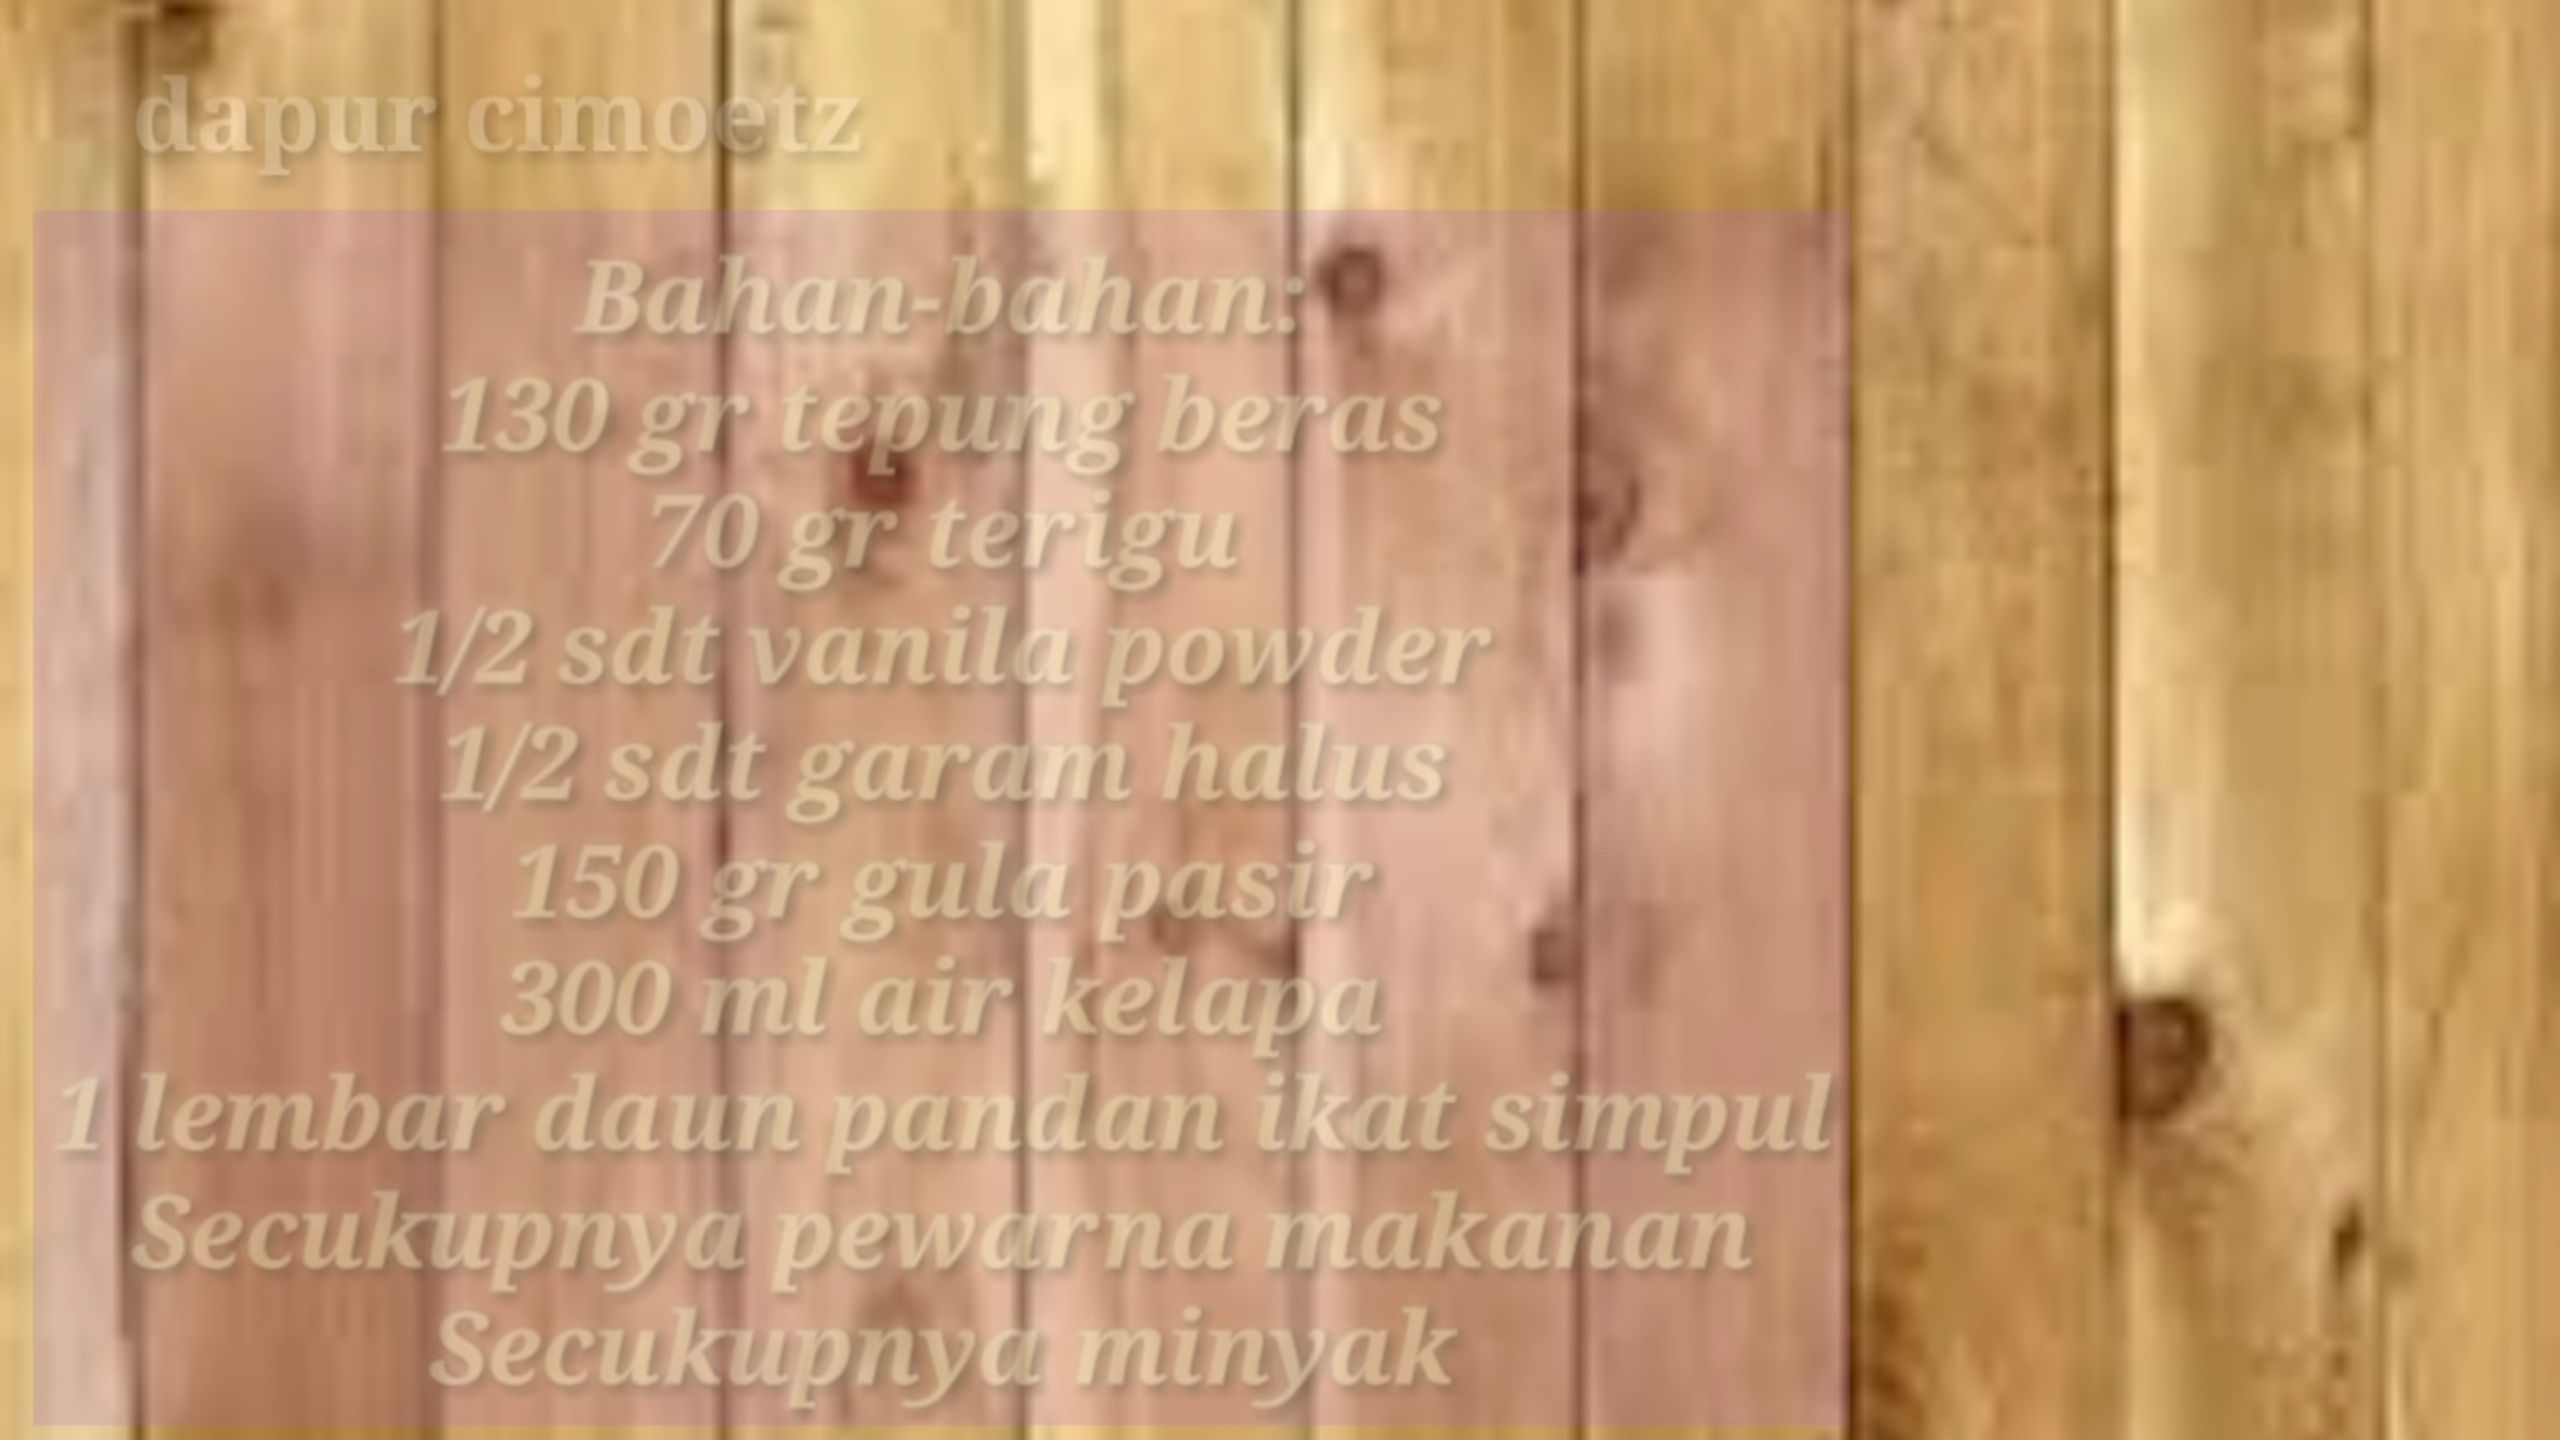 dapur cimoetz
Bahan-bahan:
130 gr tepung beras
70 gr terigu
1/2 sdt vanila powder
1/2 sdt garam halus
150 gr gula pasir
300 ml air kelapa
1 lembar daun pandan ikat simpul
Secukupnya pewarna makanan
Secukupnya minyak